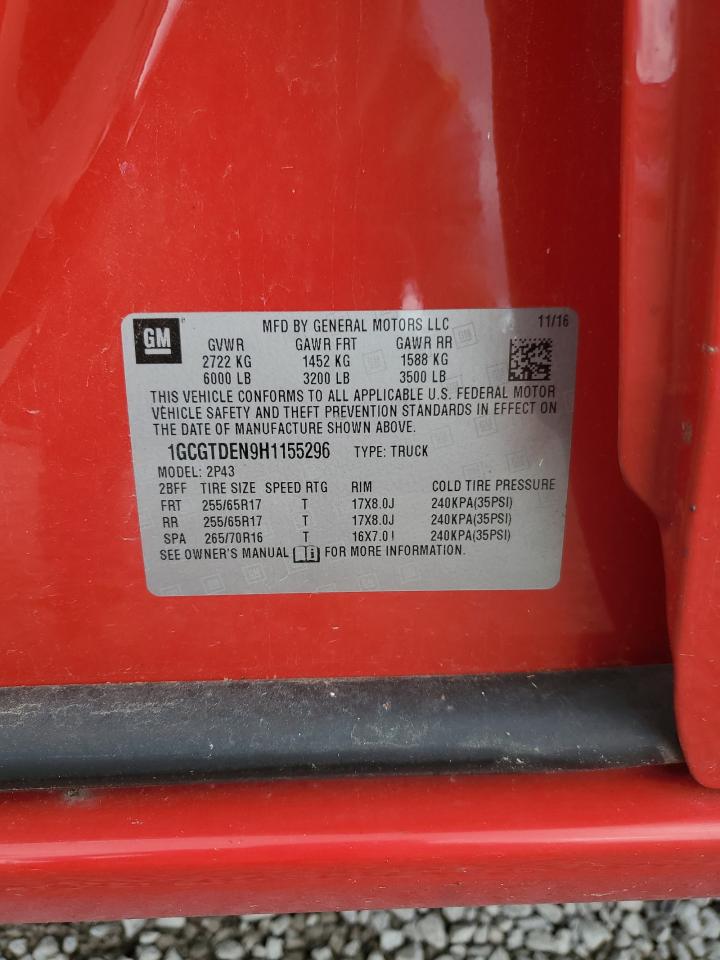 GM MFD BY GENERAL MOTORS LLC 11/16
GVWR GAWR FRT GAWR RR
2722 KG 1452 KG 1588 KG
6000 LB 3200 LB 3500 LB
THIS VEHICLE CONFORMS TO ALL APPLICABLE U.S. FEDERAL MOTOR
VEHICLE SAFETY AND THEFT PREVENTION STANDARDS IN EFFECT ON
THE DATE OF MANUFACTURE SHOWN ABOVE.
1GCGTDEN9H1155296 TYPE: TRUCK
MODEL: 2P43
2BFF TIRE SIZE SPEED RTG RIM COLD TIRE PRESSURE
FRT 255/65R17 T 17X8.0J 240KPA(35PSI)
RR 255/65R17 T 17X8.0J 240KPA(35PSI)
SPA 265/70R16 T 16X7.0J 240KPA(35PSI)
SEE OWNER'S MANUAL FOR MORE INFORMATION.